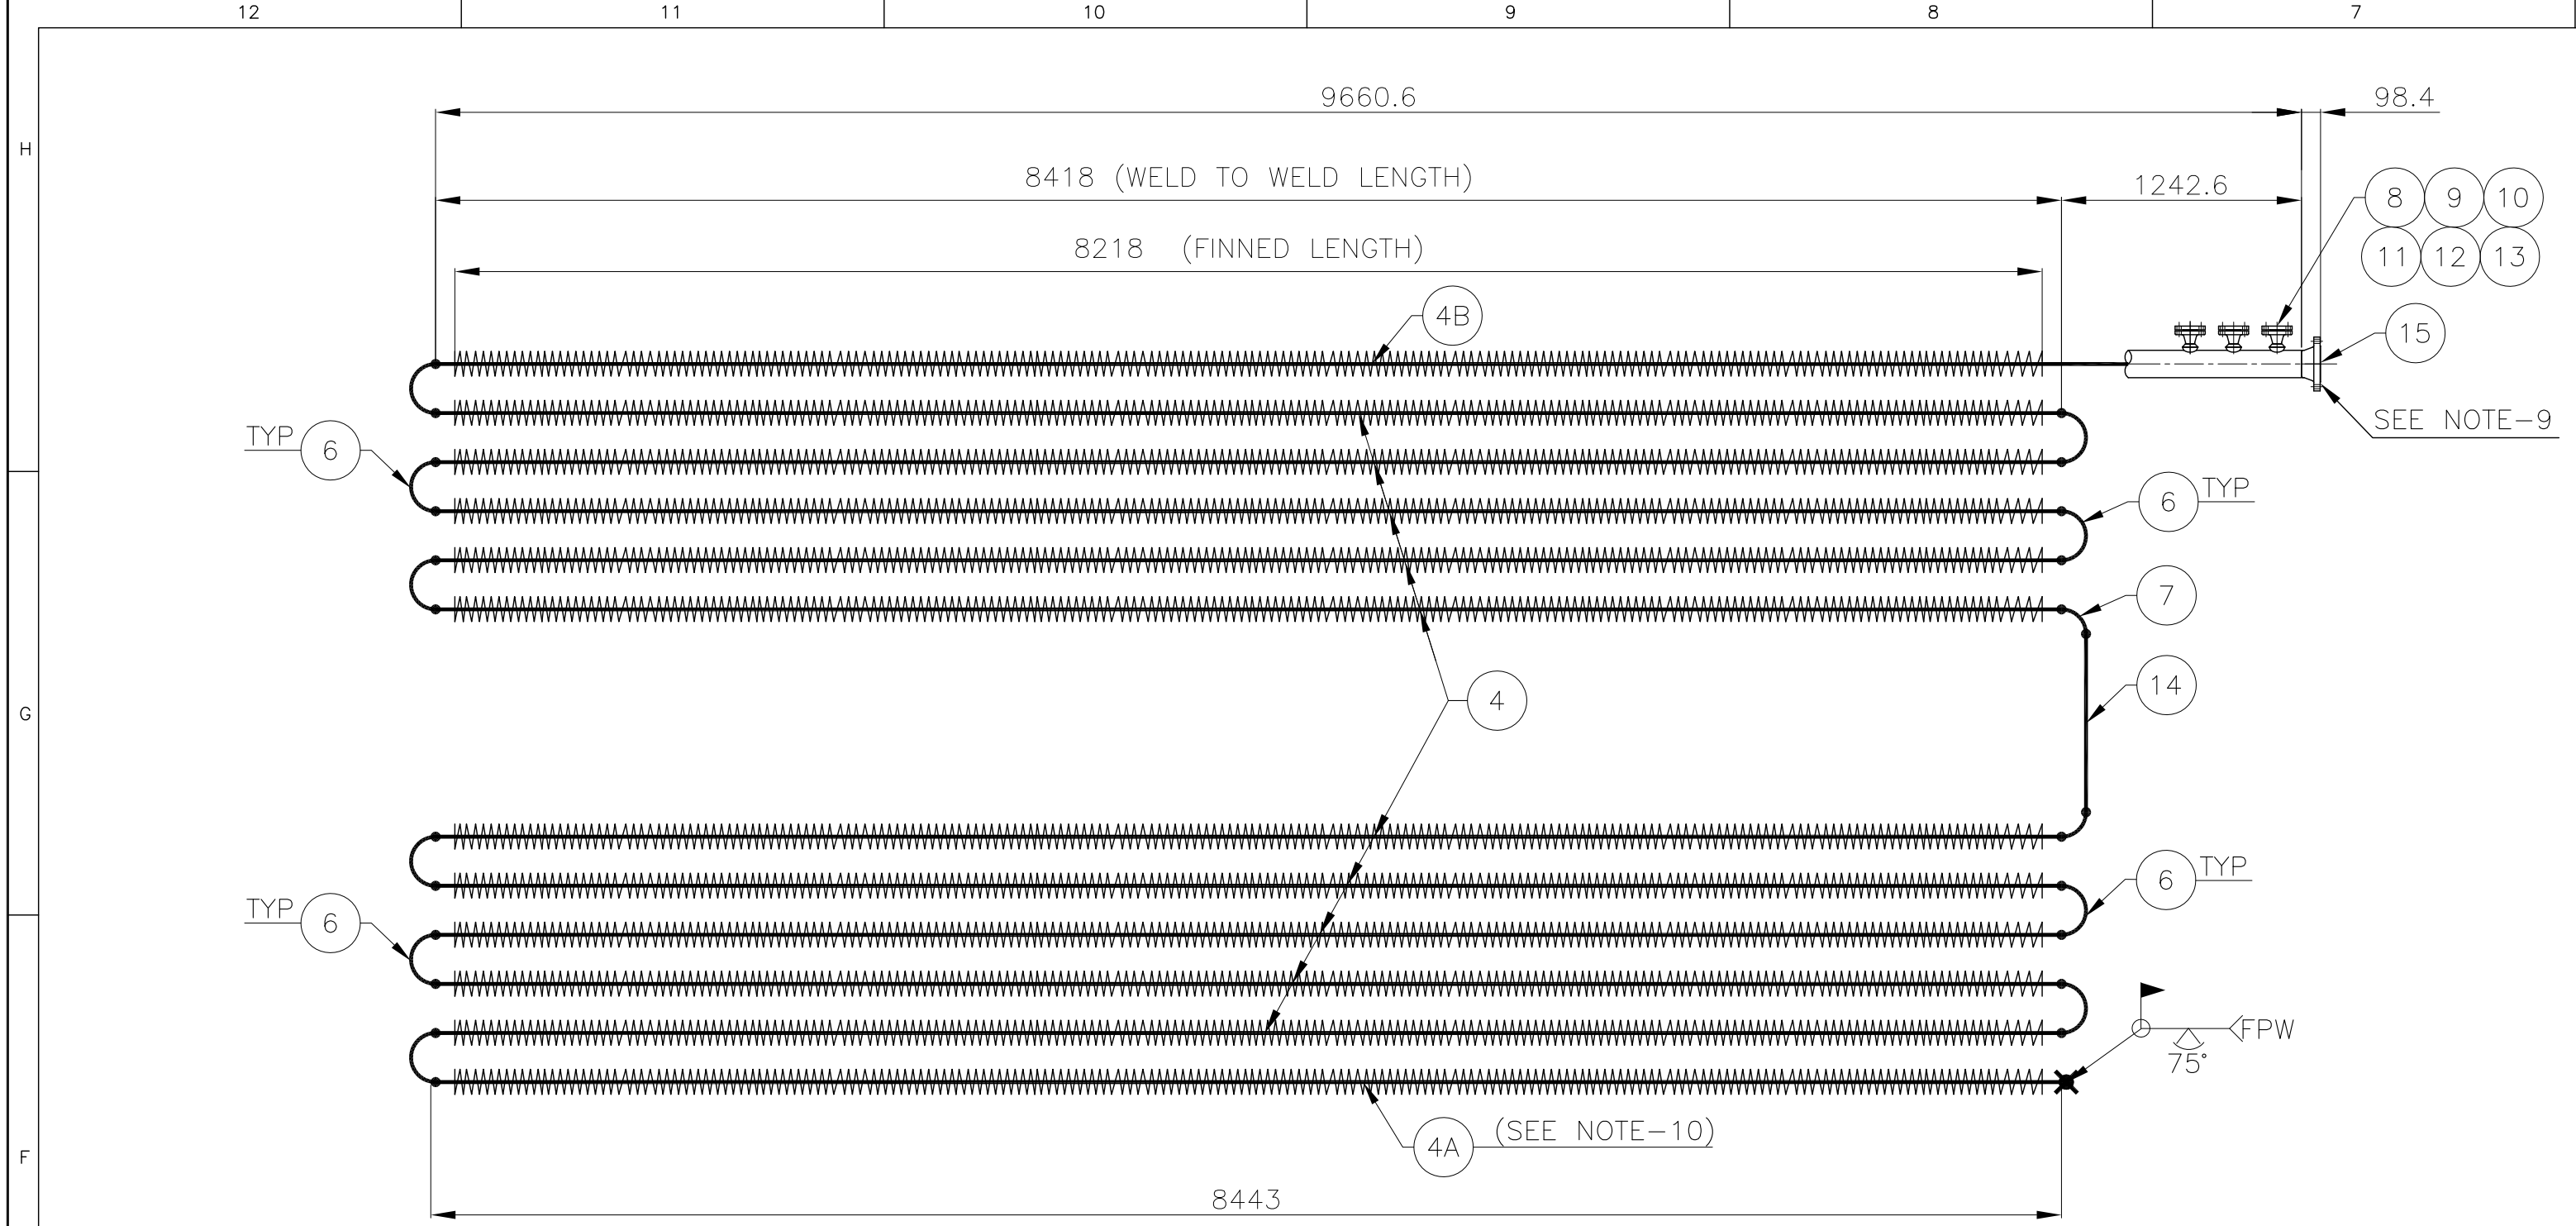 12 11 10 9 8 7
9660.6 98.4
H
8418 (WELD TO WELD LENGTH) 1242.6
8 9 10
8218 (FINNED LENGTH)
11 12 13
4B
15
SEE NOTE-9
TYP 6
6 TYP
7
14
4
G
6 TYP
TYP 6
FPW
75°
4A (SEE NOTE-10)
F
8443